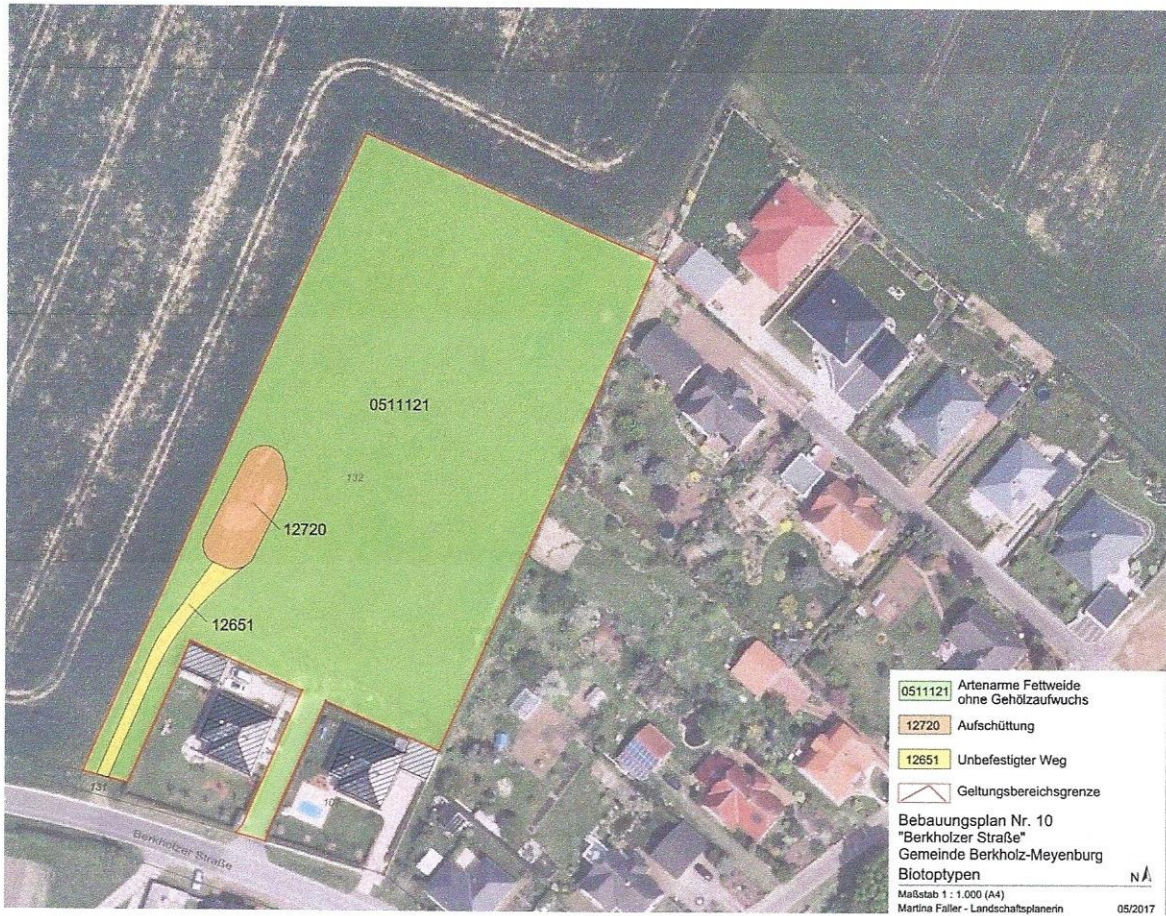 0511121
132
12720
12651
131
10
Berkholzer Straße
0511121 Artenarme Fettweide
ohne Gehölzaufwuchs
12720 Aufschüttung
12651 Unbefestigter Weg
Geltungsbereichsgrenze
Bebauungsplan Nr. 10
"Berkholzer Straße"
Gemeinde Berkholz-Meyenburg
Biotoptypen
N
Maßstab 1 : 1.000 (A4)
Martina Faller - Landschaftsplanerin 05/2017